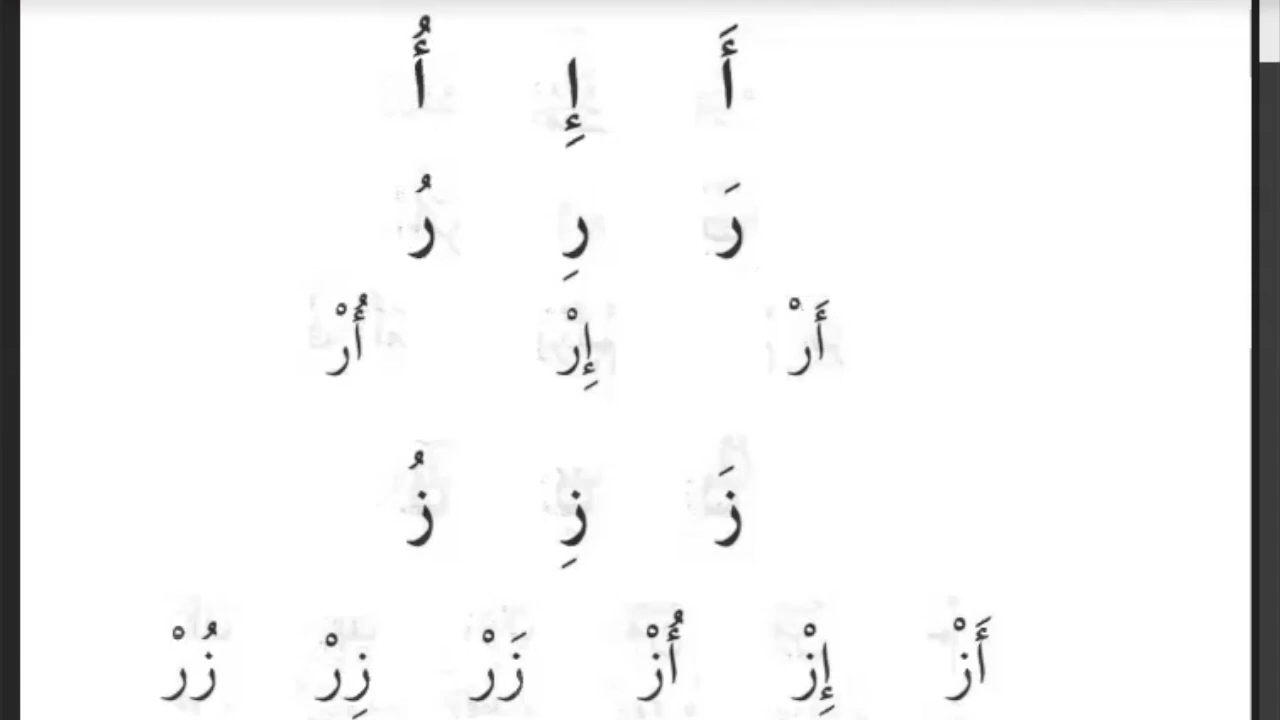 أَ إِ أُ
رَ رِ رُ
أَرْ إِرْ أُرْ
زَ زِ زُ
أَزْ إِزْ أُزْ زَرْ زِرْ زُرْ